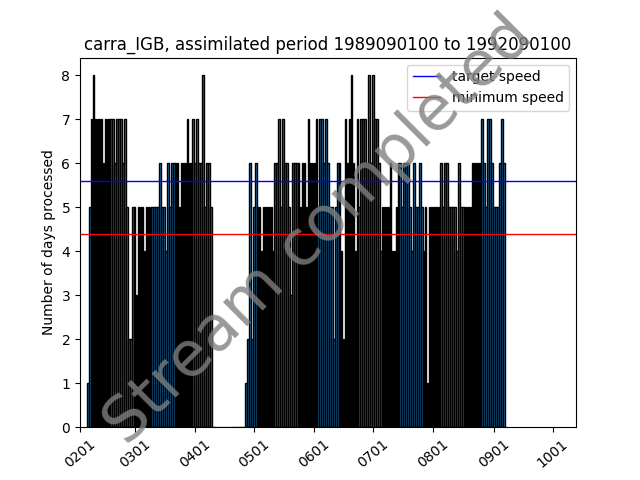 carra_IGB, assimilated period 1989090100 to 1992090100
target speed
minimum speed
Number of days processed
8
7
6
5
4
3
2
1
0
0201 0301 0401 0501 0601 0701 0801 0901 1001
Stream completed